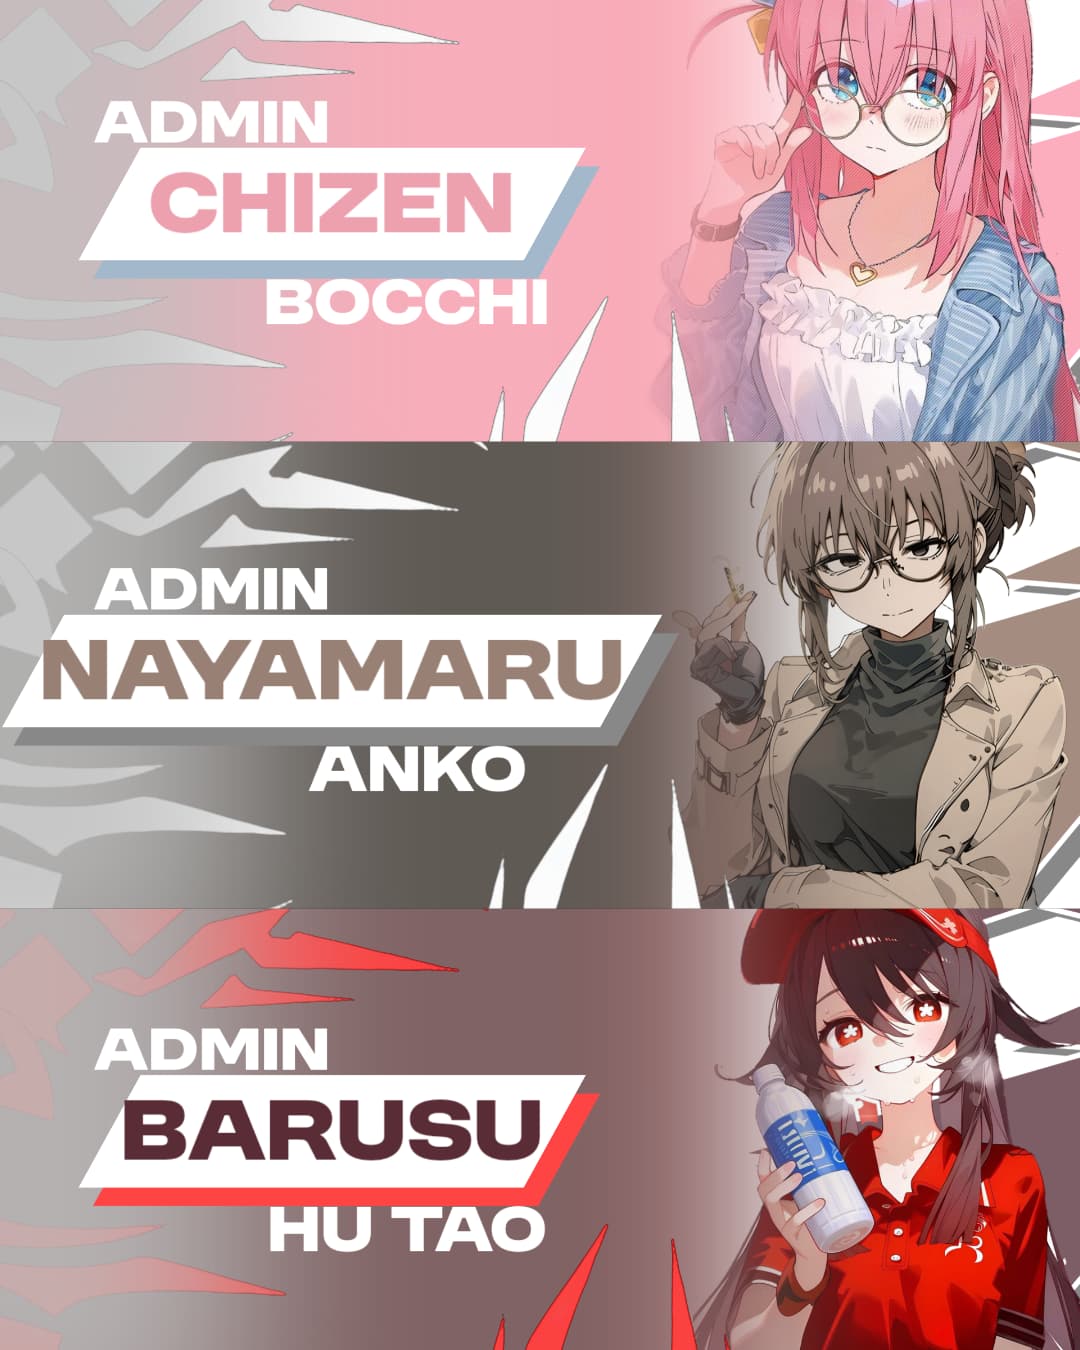 ADMIN
CHIZEN
BOCCHI
ADMIN
NAYAMARU
ANKO
ADMIN
BARUSU
HU TAO